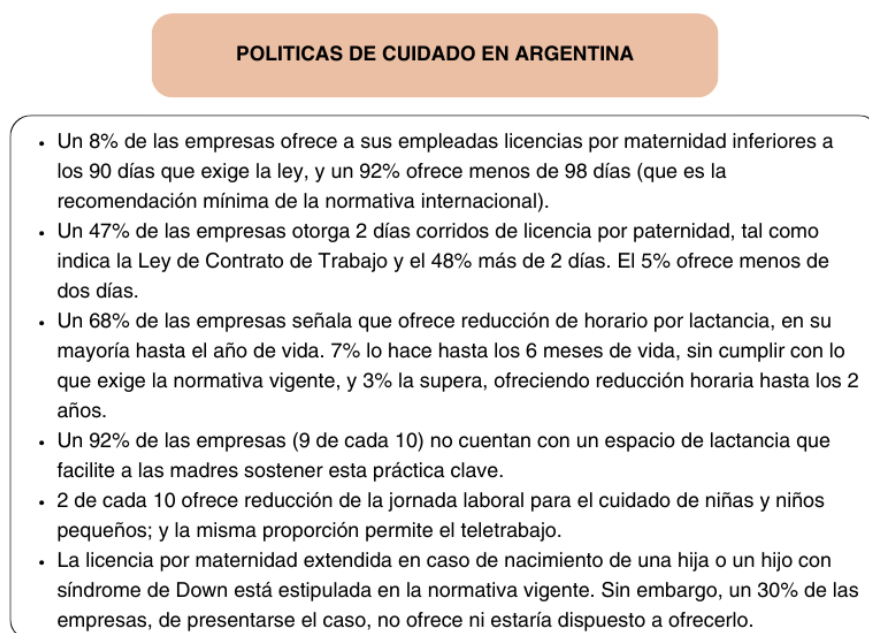 POLITICAS DE CUIDADO EN ARGENTINA
• Un 8% de las empresas ofrece a sus empleadas licencias por maternidad inferiores a
los 90 días que exige la ley, y un 92% ofrece menos de 98 días (que es la
recomendación mínima de la normativa internacional).
• Un 47% de las empresas otorga 2 días corridos de licencia por paternidad, tal como
indica la Ley de Contrato de Trabajo y el 48% más de 2 días. El 5% ofrece menos de
dos días.
• Un 68% de las empresas señala que ofrece reducción de horario por lactancia, en su
mayoría hasta el año de vida. 7% lo hace hasta los 6 meses de vida, sin cumplir con lo
que exige la normativa vigente, y 3% la supera, ofreciendo reducción horaria hasta los 2
años.
• Un 92% de las empresas (9 de cada 10) no cuentan con un espacio de lactancia que
facilite a las madres sostener esta práctica clave.
• 2 de cada 10 ofrece reducción de la jornada laboral para el cuidado de niñas y niños
pequeños; y la misma proporción permite el teletrabajo.
• La licencia por maternidad extendida en caso de nacimiento de una hija o un hijo con
síndrome de Down está estipulada en la normativa vigente. Sin embargo, un 30% de las
empresas, de presentarse el caso, no ofrece ni estaría dispuesto a ofrecerlo.